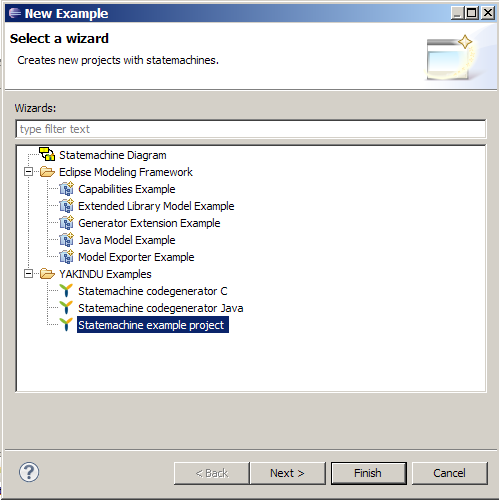 New Example
Select a wizard
Creates new projects with statemachines.
Wizards:
type filter text
Statemachine Diagram
Eclipse Modeling Framework
Capabilities Example
Extended Library Model Example
Generator Extension Example
Java Model Example
Model Exporter Example
YAKINDU Examples
Statemachine codegenerator C
Statemachine codegenerator Java
Statemachine example project
? < Back Next > Finish Cancel